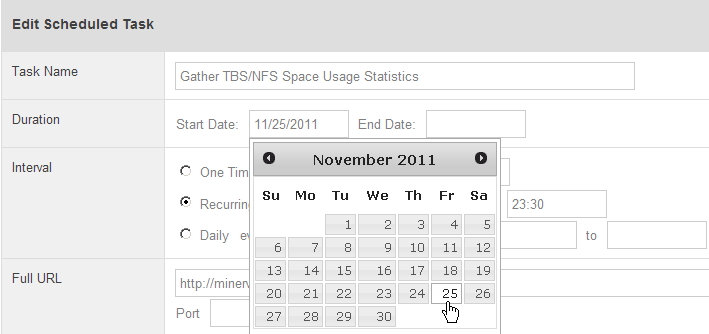 Edit Scheduled Task
Task Name Gather TBS/NFS Space Usage Statistics
Duration Start Date: 11/25/2011 End Date:
November 2011
Interval One Tim
Su Mo Tu We Th Fr Sa
Recurring 23:30
1 2 3 4 5
Daily ev to
6 7 8 9 10 11 12
13 14 15 16 17 18 19
Full URL http://minerv
20 21 22 23 24 25 26
Port
27 28 29 30